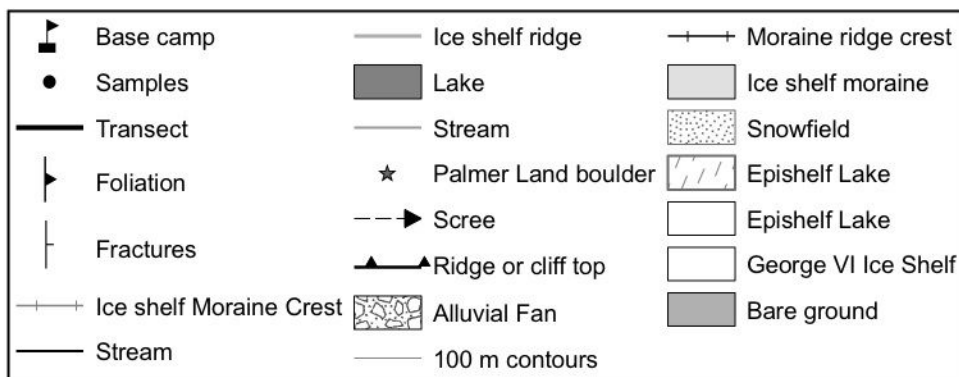 Base camp
Samples
Transect
Foliation
Fractures
Ice shelf Moraine Crest
Stream
Ice shelf ridge
Lake
Stream
Palmer Land boulder
Scree
Ridge or cliff top
Alluvial Fan
100 m contours
Moraine ridge crest
Ice shelf moraine
Snowfield
Epishelf Lake
Epishelf Lake
George VI Ice Shelf
Bare ground